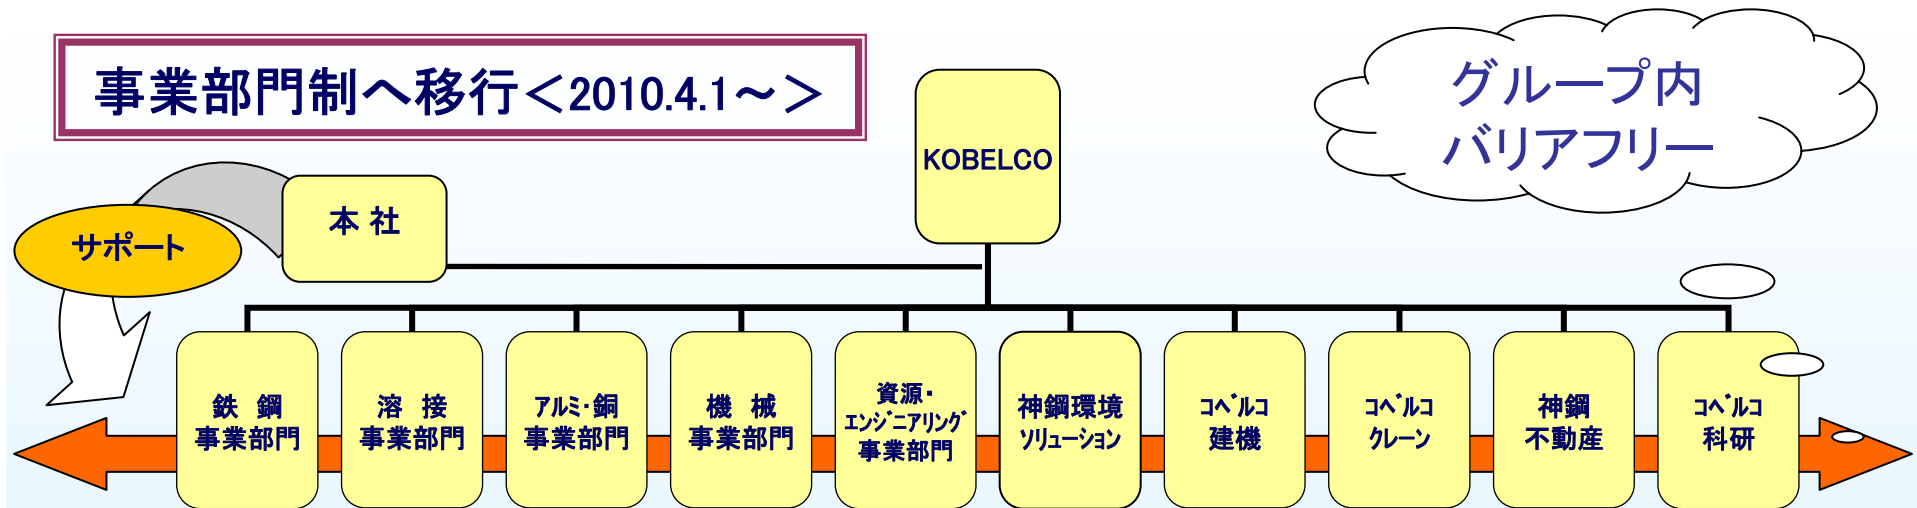 事業部門制へ移行＜2010.4.1～＞
グループ内
バリアフリー
KOBELCO
本 社
サポート
鉄 鋼
事業部門
溶 接
事業部門
ｱﾙﾐ・銅
事業部門
機 械
事業部門
資源・
ｴﾝｼﾞﾆｱﾘﾝｸﾞ
事業部門
神鋼環境
ｿﾘｭｰｼｮﾝ
ｺﾍﾞﾙｺ
建機
ｺﾍﾞﾙｺ
ｸﾚｰﾝ
神鋼
不動産
ｺﾍﾞﾙｺ
科研